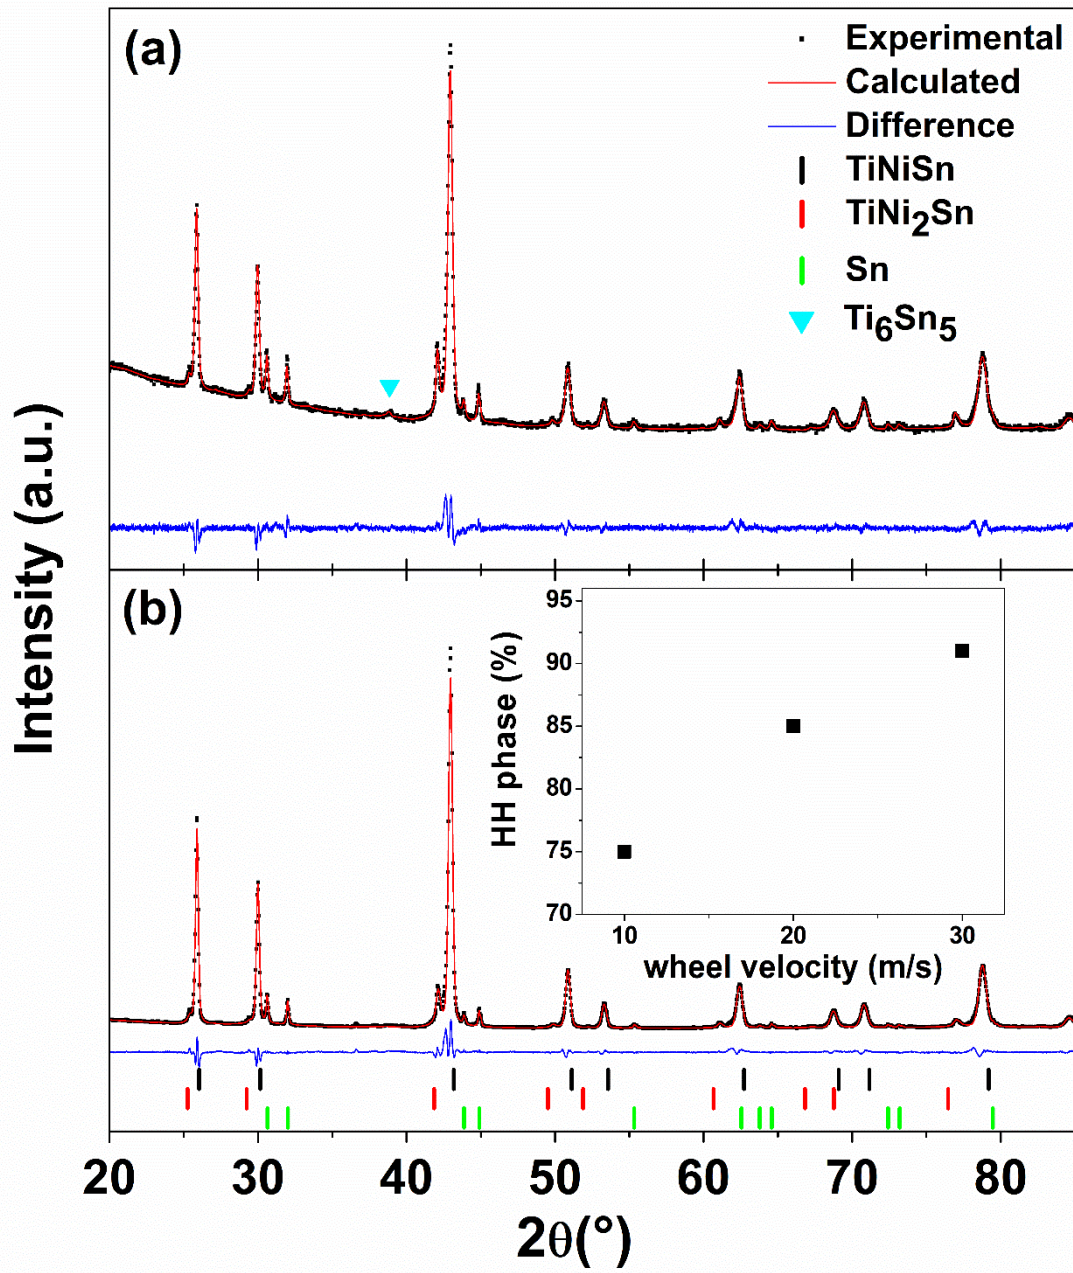 (a)
Experimental
Calculated
Difference
TiNiSn
TiNi2Sn
Sn
Ti6Sn5
Intensity (a.u.)
(b)
95
90
85
80
75
70
HH phase (%)
10 20 30
wheel velocity (m/s)
20 30 40 50 60 70 80
2θ(°)